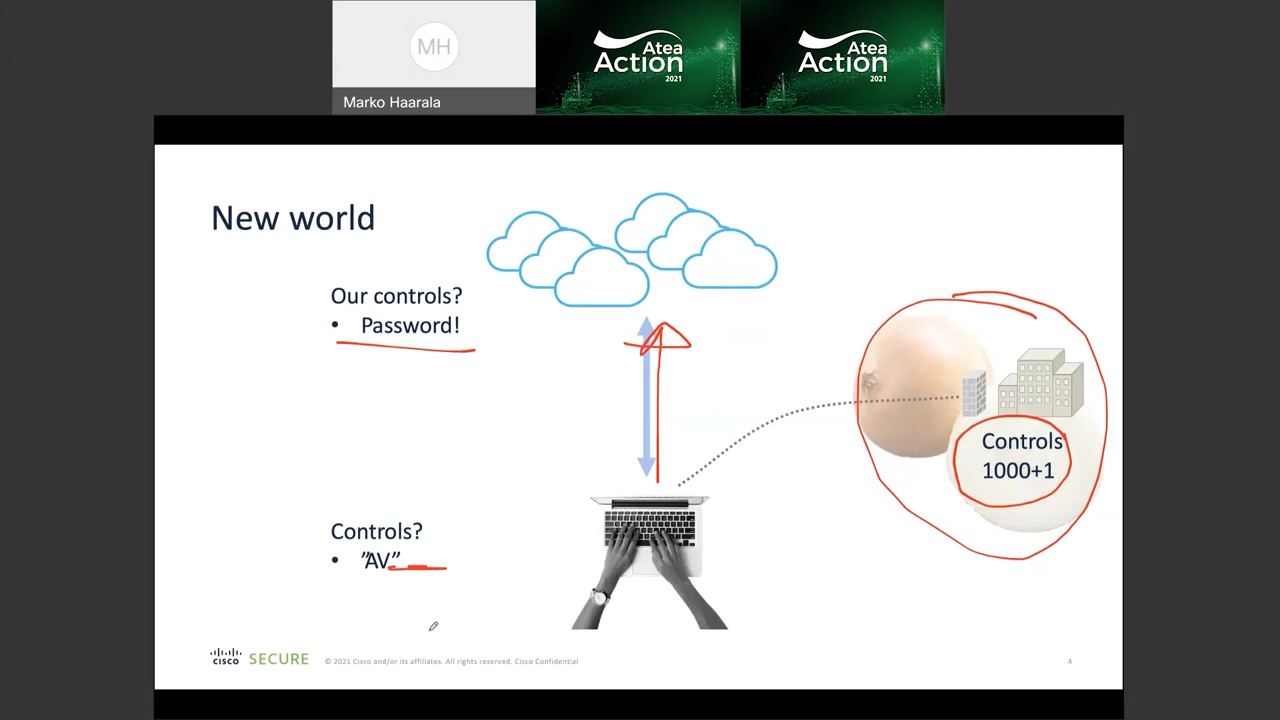 MH
Marko Haarala
Atea
Action
2021
Atea
Action
2021
New world
Our controls?
• Password!
Controls
1000+1
Controls?
• ”AV”
CISCO SECURE © 2021 Cisco and/or its affiliates. All rights reserved. Cisco Confidential 4